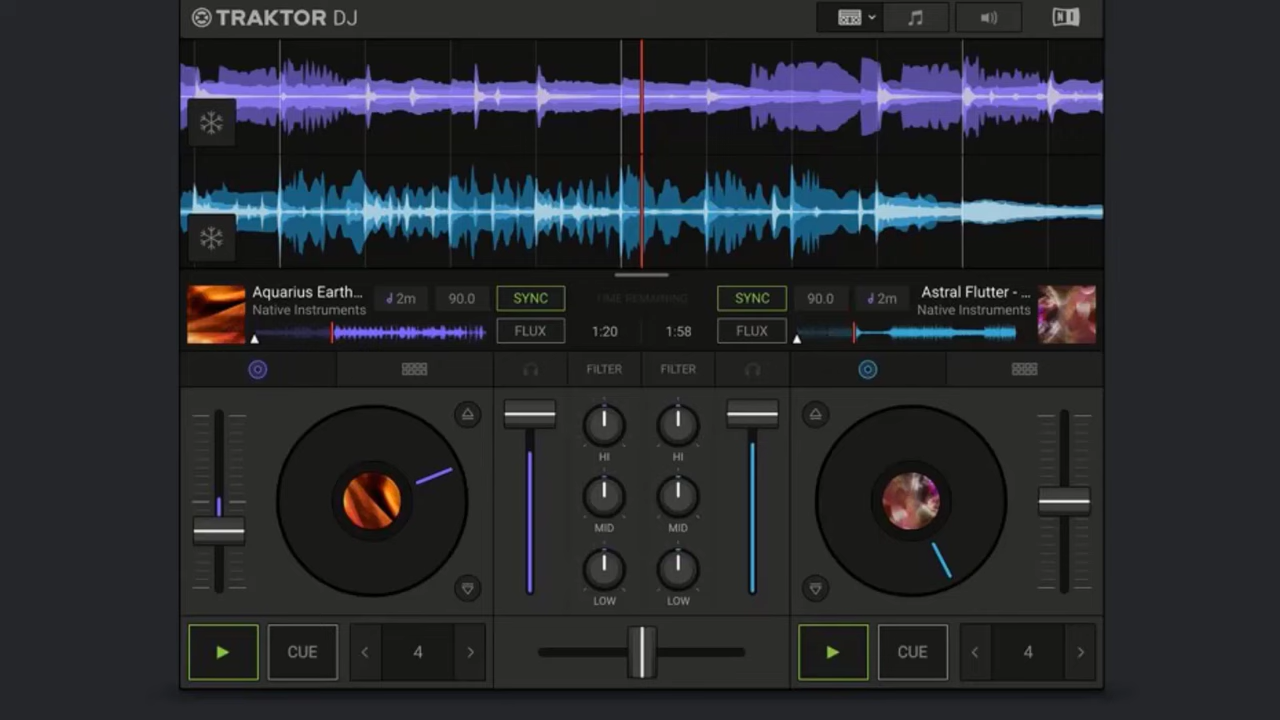 TRAKTOR DJ
NI
Aquarius Earth...
Native Instruments
2m
90.0
SYNC
FLUX
TIME REMAINING
1:20
1:58
SYNC
FLUX
90.0
2m
Astral Flutter - ...
Native Instruments
FILTER
FILTER
HI
HI
MID
MID
LOW
LOW
CUE
4
CUE
4